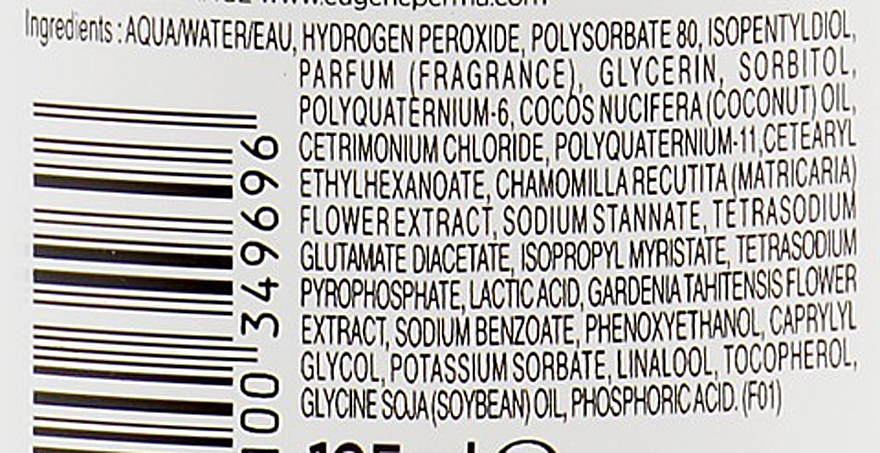 www.eugeneperma.com
Ingredients : AQUA/WATER/EAU, HYDROGEN PEROXIDE, POLYSORBATE 80, ISOPENTYLDIOL,
PARFUM (FRAGRANCE), GLYCERIN, SORBITOL,
POLYQUATERNIUM-6, COCOS NUCIFERA (COCONUT) OIL,
CETRIMONIUM CHLORIDE, POLYQUATERNIUM-11, CETEARYL
ETHYLHEXANOATE, CHAMOMILLA RECUTITA (MATRICARIA)
FLOWER EXTRACT, SODIUM STANNATE, TETRASODIUM
GLUTAMATE DIACETATE, ISOPROPYL MYRISTATE, TETRASODIUM
PYROPHOSPHATE, LACTIC ACID, GARDENIA TAHITENSIS FLOWER
EXTRACT, SODIUM BENZOATE, PHENOXYETHANOL, CAPRYLYL
GLYCOL, POTASSIUM SORBATE, LINALOOL, TOCOPHEROL,
GLYCINE SOJA (SOYBEAN) OIL, PHOSPHORIC ACID. (F01)
00 349696